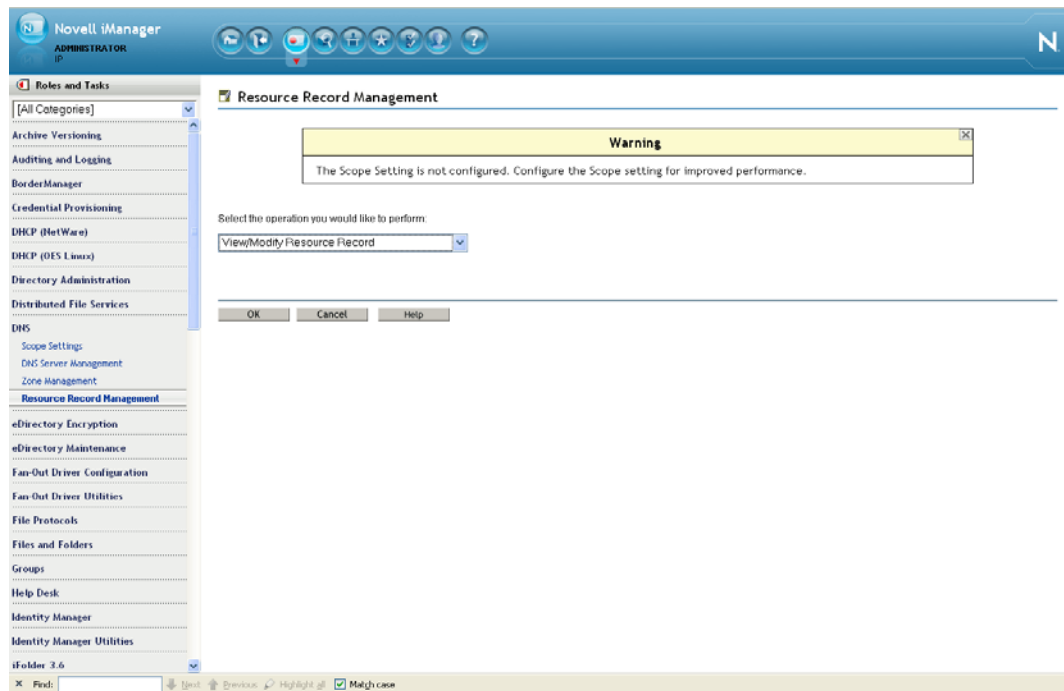 Novell iManager
ADMINISTRATOR
IP
N
Roles and Tasks
[All Categories]
Archive Versioning
Auditing and Logging
BorderManager
Credential Provisioning
DHCP (NetWare)
DHCP (OES Linux)
Directory Administration
Distributed File Services
DNS
Scope Settings
DNS Server Management
Zone Management
Resource Record Management
eDirectory Encryption
eDirectory Maintenance
Fan-Out Driver Configuration
Fan-Out Driver Utilities
File Protocols
Files and Folders
Groups
Help Desk
Identity Manager
Identity Manager Utilities
iFolder 3.6
Resource Record Management
Warning
The Scope Setting is not configured. Configure the Scope setting for improved performance.
Select the operation you would like to perform:
View/Modify Resource Record
OK Cancel Help
Find: Next Previous Highlight all Match case